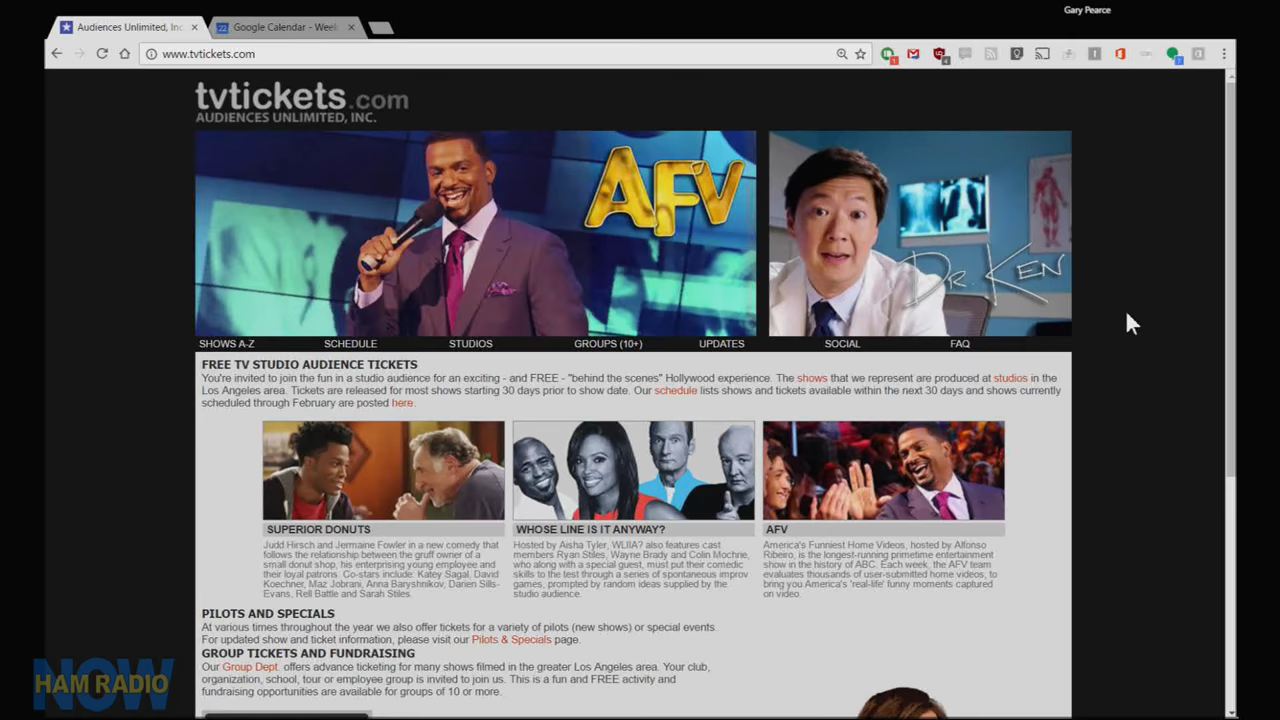 Gary Pearce
Audiences Unlimited, Inc.
Google Calendar - Week
www.tvtickets.com
tvtickets.com
AUDIENCES UNLIMITED, INC.
AFV
DR. KEN
SHOWS A-Z SCHEDULE STUDIOS GROUPS (10+) UPDATES SOCIAL FAQ
FREE TV STUDIO AUDIENCE TICKETS
You're invited to join the fun in a studio audience for an exciting - and FREE - "behind the scenes" Hollywood experience. The shows that we represent are produced at studios in the
Los Angeles area. Tickets are released for most shows starting 30 days prior to show date. Our schedule lists shows and tickets available within the next 30 days and shows currently
scheduled through February are posted here.
SUPERIOR DONUTS
Judd Hirsch and Jermaine Fowler in a new comedy that
follows the relationship between the gruff owner of a
small donut shop, his enterprising young employee and
their loyal patrons. Co-stars include: Katey Sagal, David
Koechner, Maz Jobrani, Anna Baryshnikov, Darien Sills-
Evans, Rell Battle and Sarah Stiles.
WHOSE LINE IS IT ANYWAY?
Hosted by Aisha Tyler, WLIIA? also features cast
members Ryan Stiles, Wayne Brady and Colin Mochrie,
who along with a special guest, must put their comedic
skills to the test through a series of spontaneous improv
games, prompted by random ideas supplied by the
studio audience.
AFV
America's Funniest Home Videos, hosted by Alfonso
Ribeiro, is the longest-running primetime entertainment
show in the history of ABC. Each week, the AFV team
evaluates thousands of user-submitted home videos, to
bring you America's 'real-life' funny moments captured
on video.
PILOTS AND SPECIALS
At various times throughout the year we also offer tickets for a variety of pilots (new shows) or special events.
For updated show and ticket information, please visit our Pilots & Specials page.
GROUP TICKETS AND FUNDRAISING
Our Group Dept. offers advance ticketing for many shows filmed in the greater Los Angeles area. Your club,
organization, school, tour or employee group is invited to join us. This is a fun and FREE activity and
fundraising opportunities are available for groups of 10 or more.
NOW
HAM RADIO